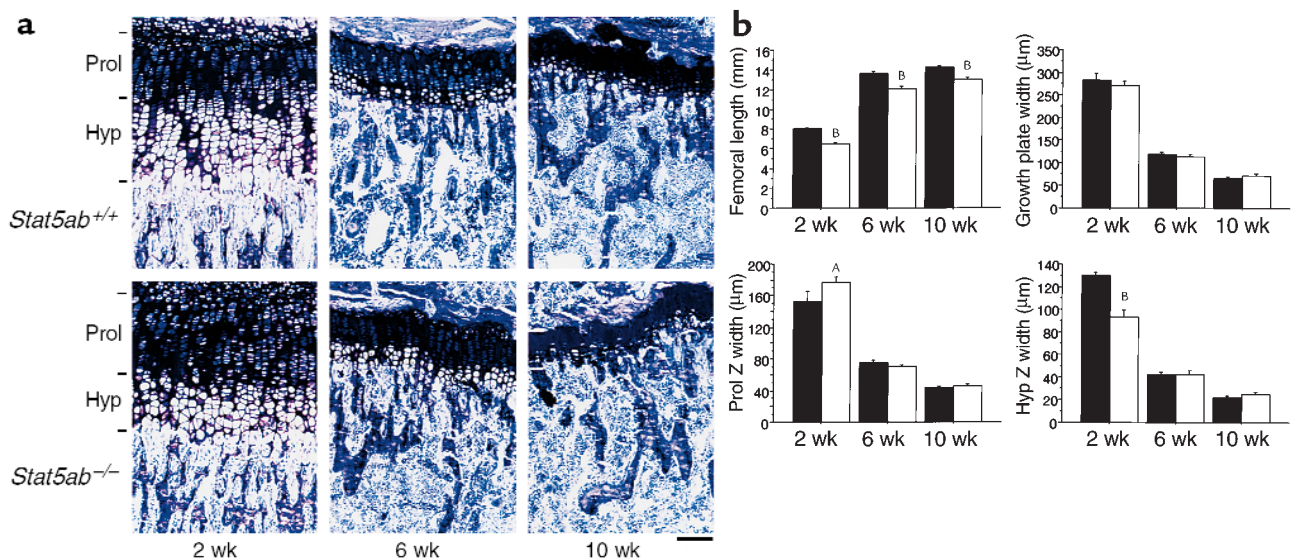 a
Prol
Hyp
Stat5ab+/+
Prol
Hyp
Stat5ab−/−
2 wk
6 wk
10 wk
b
Femoral length (mm)
16
14
12
10
8
6
4
2
0
B
B
B
2 wk
6 wk
10 wk
Growth plate width (μm)
350
300
250
200
150
100
50
0
2 wk
6 wk
10 wk
Prol Z width (μm)
200
160
120
80
40
0
A
2 wk
6 wk
10 wk
Hyp Z width (μm)
140
120
100
80
60
40
20
0
B
2 wk
6 wk
10 wk